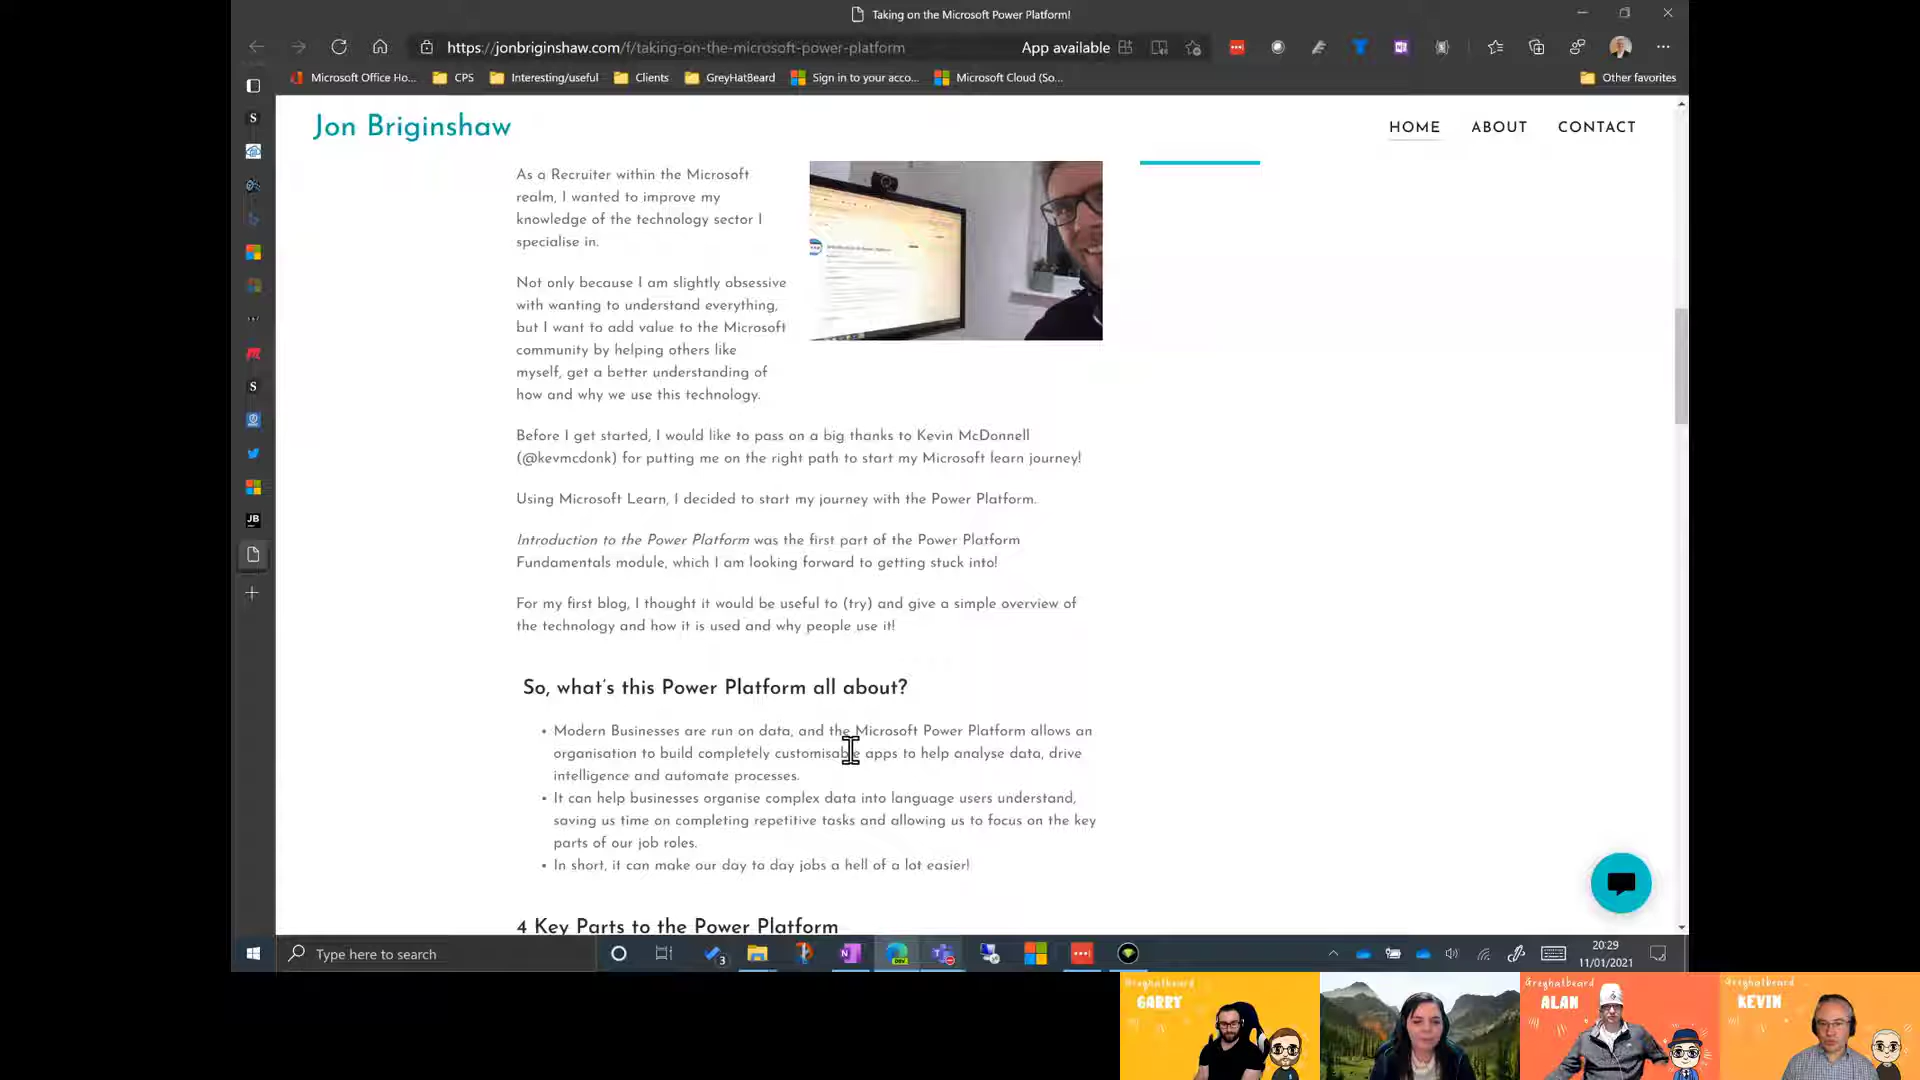 Taking on the Microsoft Power Platform!
https://jonbriginshaw.com/f/taking-on-the-microsoft-power-platform
App available
Microsoft Office Ho...
CPS
Interesting/useful
Clients
GreyHatBeard
Sign in to your acco...
Microsoft Cloud (So...
Other favorites
Jon Briginshaw
HOME
ABOUT
CONTACT
As a Recruiter within the Microsoft
realm, I wanted to improve my
knowledge of the technology sector I
specialise in.
Not only because I am slightly obsessive
with wanting to understand everything,
but I want to add value to the Microsoft
community by helping others like
myself, get a better understanding of
how and why we use this technology.
Before I get started, I would like to pass on a big thanks to Kevin McDonnell
(@kevmcdonk) for putting me on the right path to start my Microsoft learn journey!
Using Microsoft Learn, I decided to start my journey with the Power Platform.
Introduction to the Power Platform was the first part of the Power Platform
Fundamentals module, which I am looking forward to getting stuck into!
For my first blog, I thought it would be useful to (try) and give a simple overview of
the technology and how it is used and why people use it!
So, what's this Power Platform all about?
• Modern Businesses are run on data, and the Microsoft Power Platform allows an
organisation to build completely customisable apps to help analyse data, drive
intelligence and automate processes.
• It can help businesses organise complex data into language users understand,
saving us time on completing repetitive tasks and allowing us to focus on the key
parts of our job roles.
• In short, it can make our day to day jobs a hell of a lot easier!
4 Key Parts to the Power Platform
Type here to search
3
20:29
11/01/2021
Greyhatbeard
GARRY
Greyhatbeard
ALAN
Greyhatbeard
KEVIN